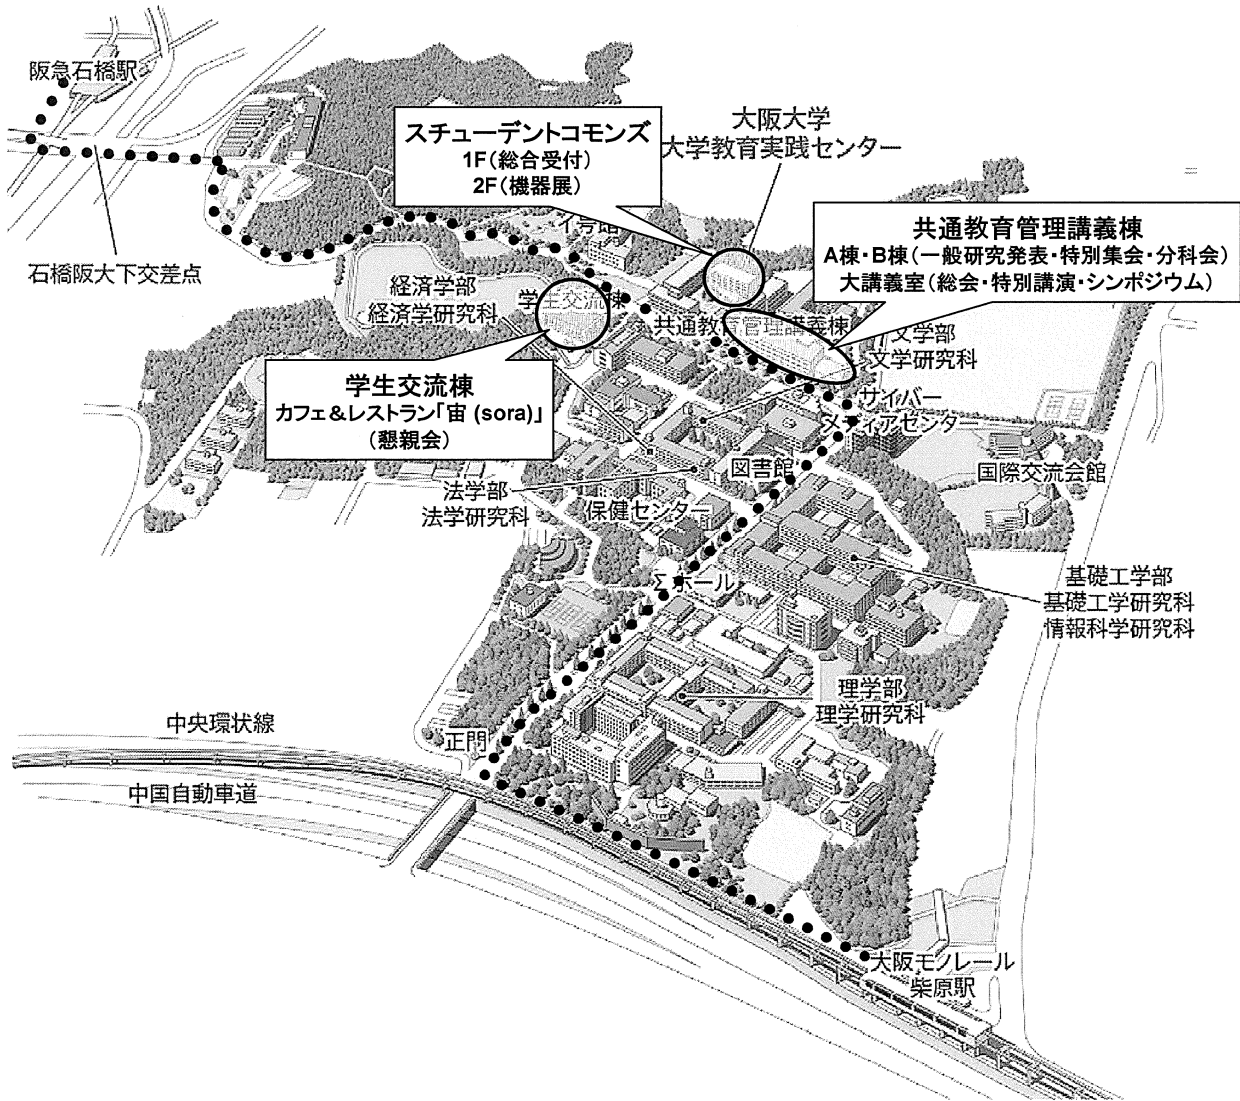 阪急石橋駅
スチューデントコモンズ
1F(総合受付)
2F(機器展)
大阪大学
大学教育実践センター
共通教育管理講義棟
A棟・B棟(一般研究発表・特別集会・分科会)
大講義室(総会・特別講演・シンポジウム)
イ号館
石橋阪大下交差点
経済学部
経済学研究科
学生交流棟
共通教育管理講義棟
文学部
文学研究科
学生交流棟
カフェ&レストラン「宙 (sora)」
(懇親会)
サイバー
メディアセンタ
図書館
国際交流会館
法学部
法学研究科
保健センター
Σホール
基礎工学部
基礎工学研究科
情報科学研究科
理学部
理学研究科
中央環状線
正門
中国自動車道
大阪モノレール
柴原駅